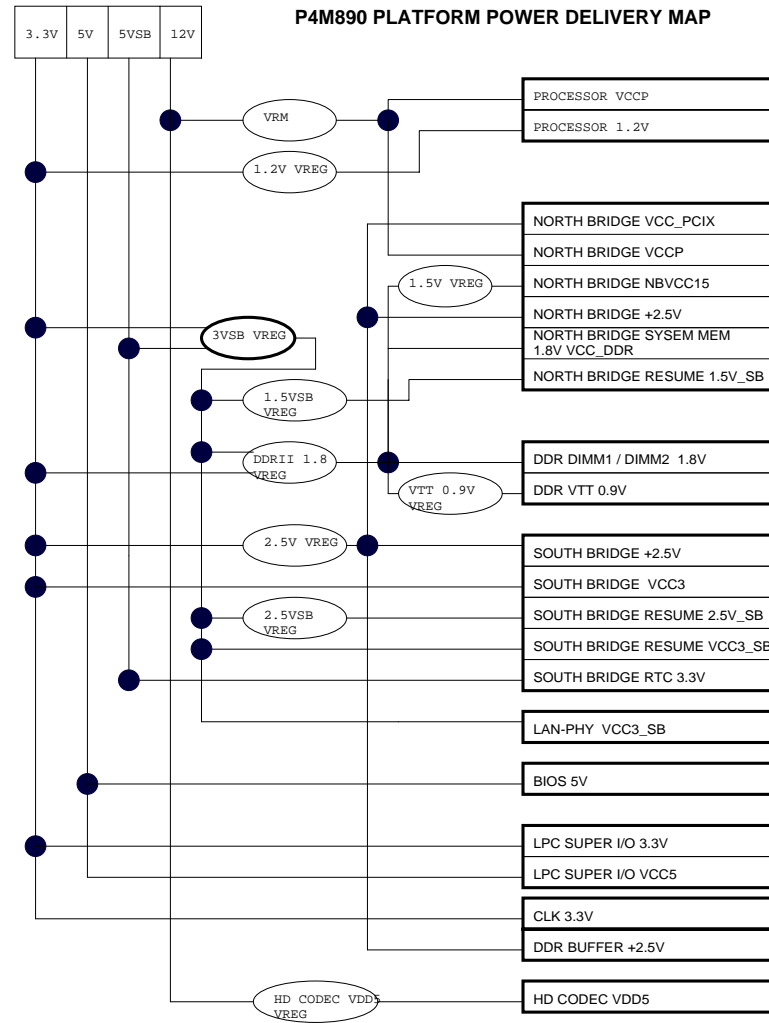 P4M890 PLATFORM POWER DELIVERY MAP
3.3V 5V 5VSB 12V
PROCESSOR VCCP
VRM
PROCESSOR 1.2V
1.2V VREG
NORTH BRIDGE VCC_PCIX
NORTH BRIDGE VCCP
1.5V VREG
NORTH BRIDGE NBVCC15
NORTH BRIDGE +2.5V
3VSB VREG
NORTH BRIDGE SYSEM MEM
1.8V VCC_DDR
NORTH BRIDGE RESUME 1.5V_SB
1.5VSB
VREG
DDRII 1.8
VREG
DDR DIMM1 / DIMM2 1.8V
VTT 0.9V
VREG
DDR VTT 0.9V
2.5V VREG
SOUTH BRIDGE +2.5V
SOUTH BRIDGE VCC3
2.5VSB
VREG
SOUTH BRIDGE RESUME 2.5V_SB
SOUTH BRIDGE RESUME VCC3_SB
SOUTH BRIDGE RTC 3.3V
LAN-PHY VCC3_SB
BIOS 5V
LPC SUPER I/O 3.3V
LPC SUPER I/O VCC5
CLK 3.3V
DDR BUFFER +2.5V
HD CODEC VDD5
VREG
HD CODEC VDD5